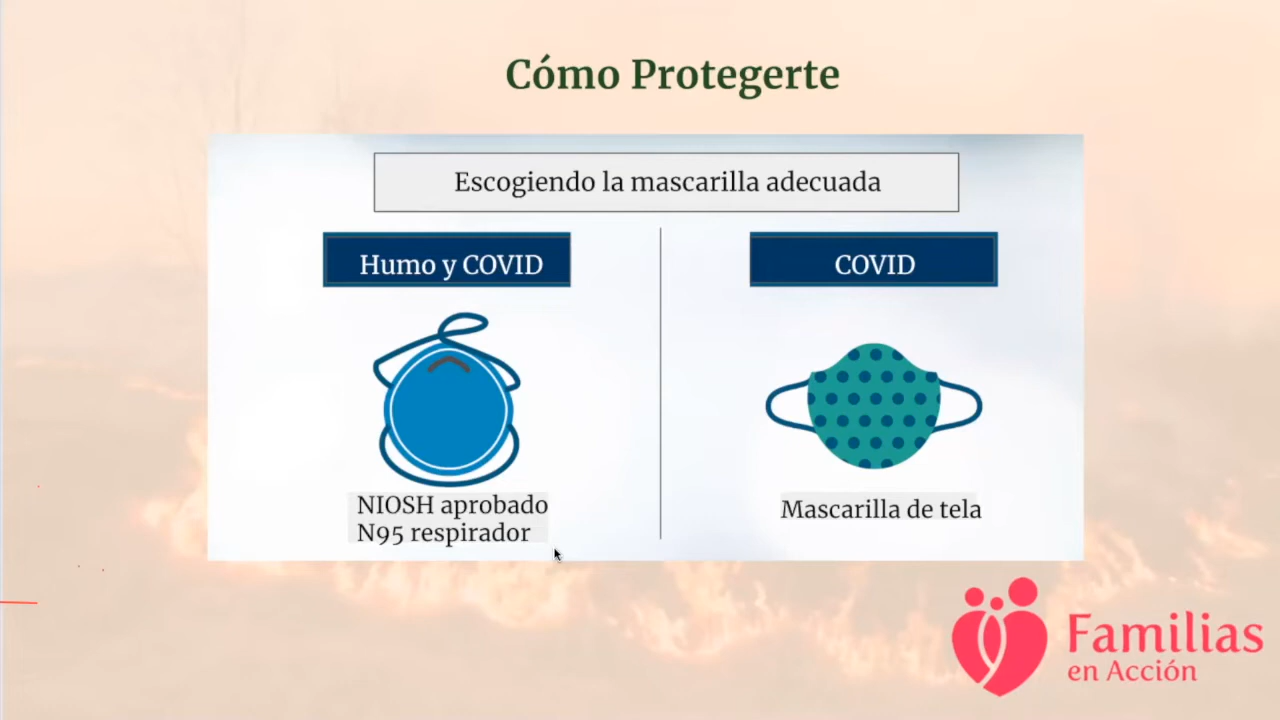 Cómo Protegerte
Escogiendo la mascarilla adecuada
Humo y COVID
COVID
NIOSH aprobado
N95 respirador
Mascarilla de tela
Familias
en Acción